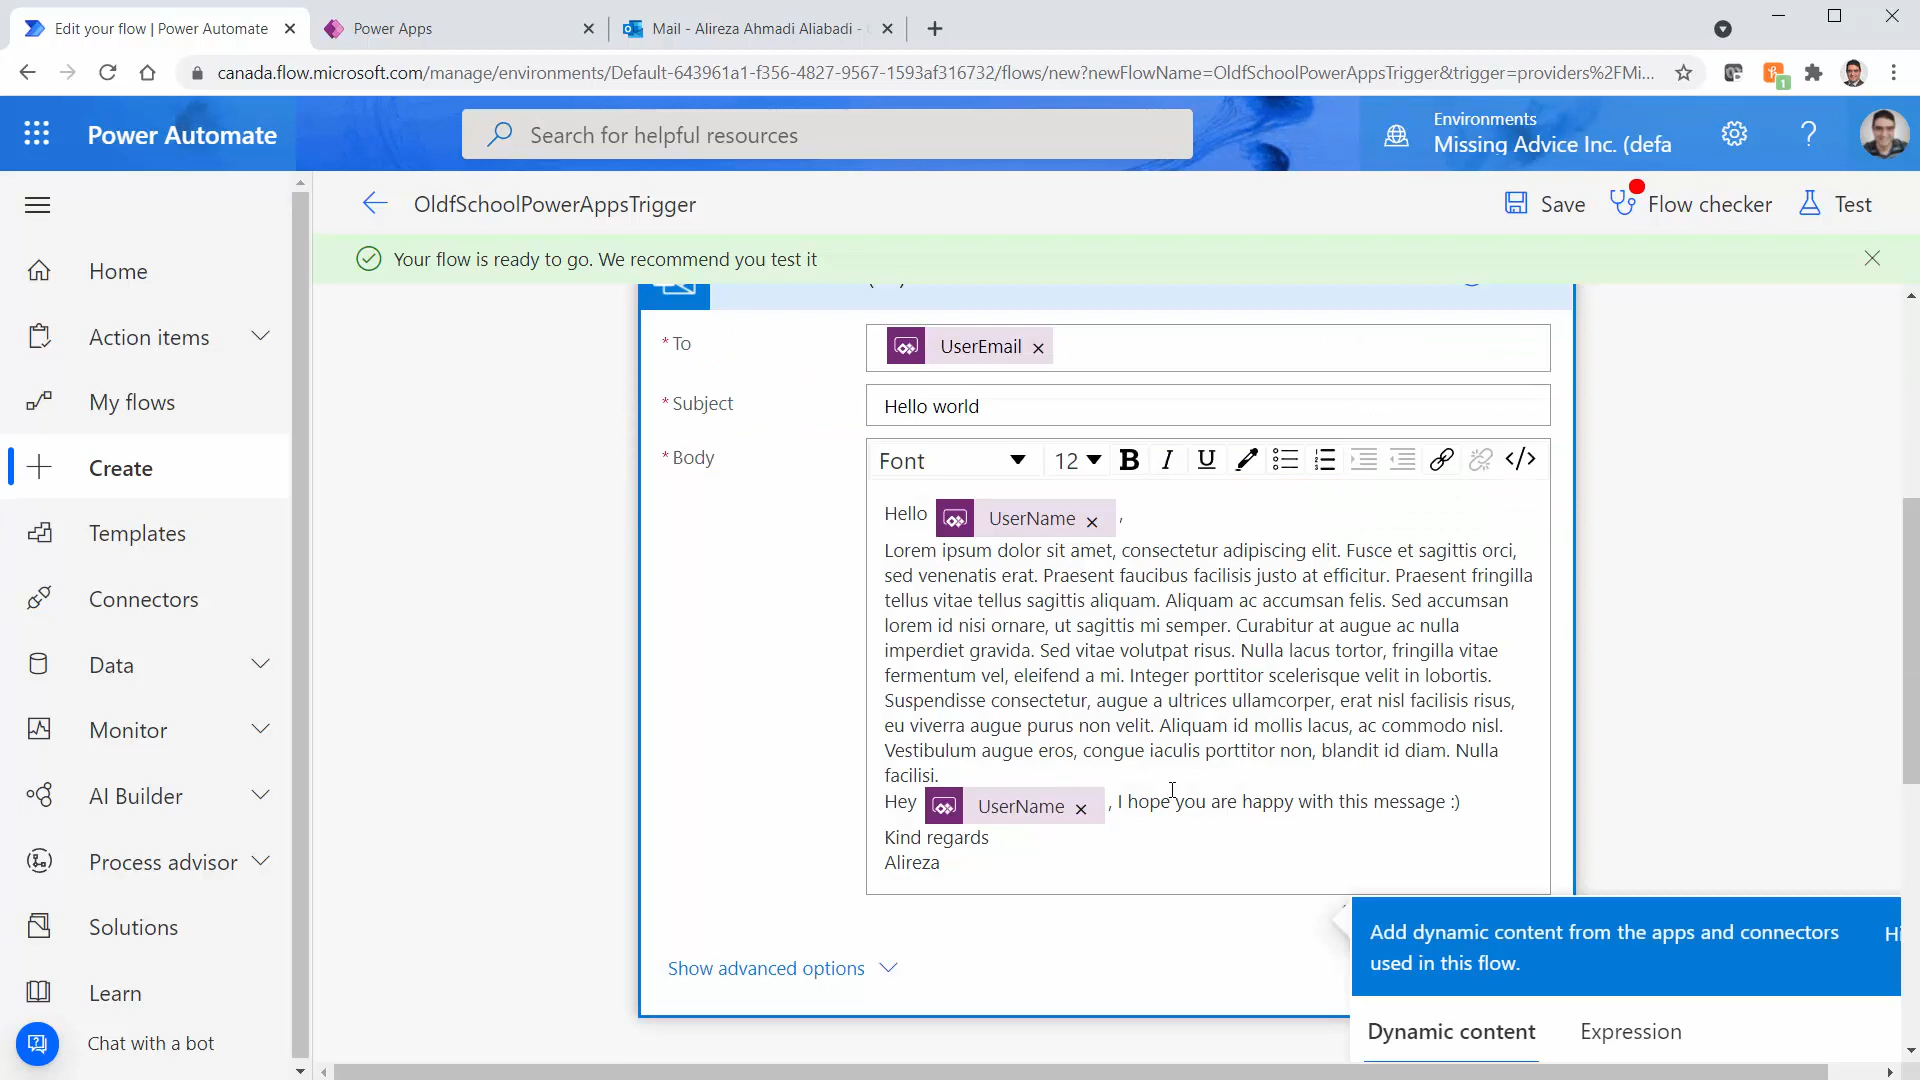 Edit your flow | Power Automate
Power Apps
Mail - Alireza Ahmadi Aliabadi -
canada.flow.microsoft.com/manage/environments/Default-643961a1-f356-4827-9567-1593af316732/flows/new?newFlowName=OldfSchoolPowerAppsTrigger&trigger=providers%2FMi...
1
Power Automate
Search for helpful resources
Environments
Missing Advice Inc. (defa
OldfSchoolPowerAppsTrigger
Save
Flow checker
Test
Your flow is ready to go. We recommend you test it
Home
Action items
My flows
Create
Templates
Connectors
Data
Monitor
AI Builder
Process advisor
Solutions
Learn
Chat with a bot
* To
UserEmail
* Subject
Hello world
* Body
Font 12 B I U </>
Hello UserName ,
Lorem ipsum dolor sit amet, consectetur adipiscing elit. Fusce et sagittis orci,
sed venenatis erat. Praesent faucibus facilisis justo at efficitur. Praesent fringilla
tellus vitae tellus sagittis aliquam. Aliquam ac accumsan felis. Sed accumsan
lorem id nisi ornare, ut sagittis mi semper. Curabitur at augue ac nulla
imperdiet gravida. Sed vitae volutpat risus. Nulla lacus tortor, fringilla vitae
fermentum vel, eleifend a mi. Integer porttitor scelerisque velit in lobortis.
Suspendisse consectetur, augue a ultrices ullamcorper, erat nisl facilisis risus,
eu viverra augue purus non velit. Aliquam id mollis lacus, ac commodo nisl.
Vestibulum augue eros, congue iaculis porttitor non, blandit id diam. Nulla
facilisi.
Hey UserName , I hope you are happy with this message :)
Kind regards
Alireza
Show advanced options
Add dynamic content from the apps and connectors
used in this flow.
Hi
Dynamic content
Expression